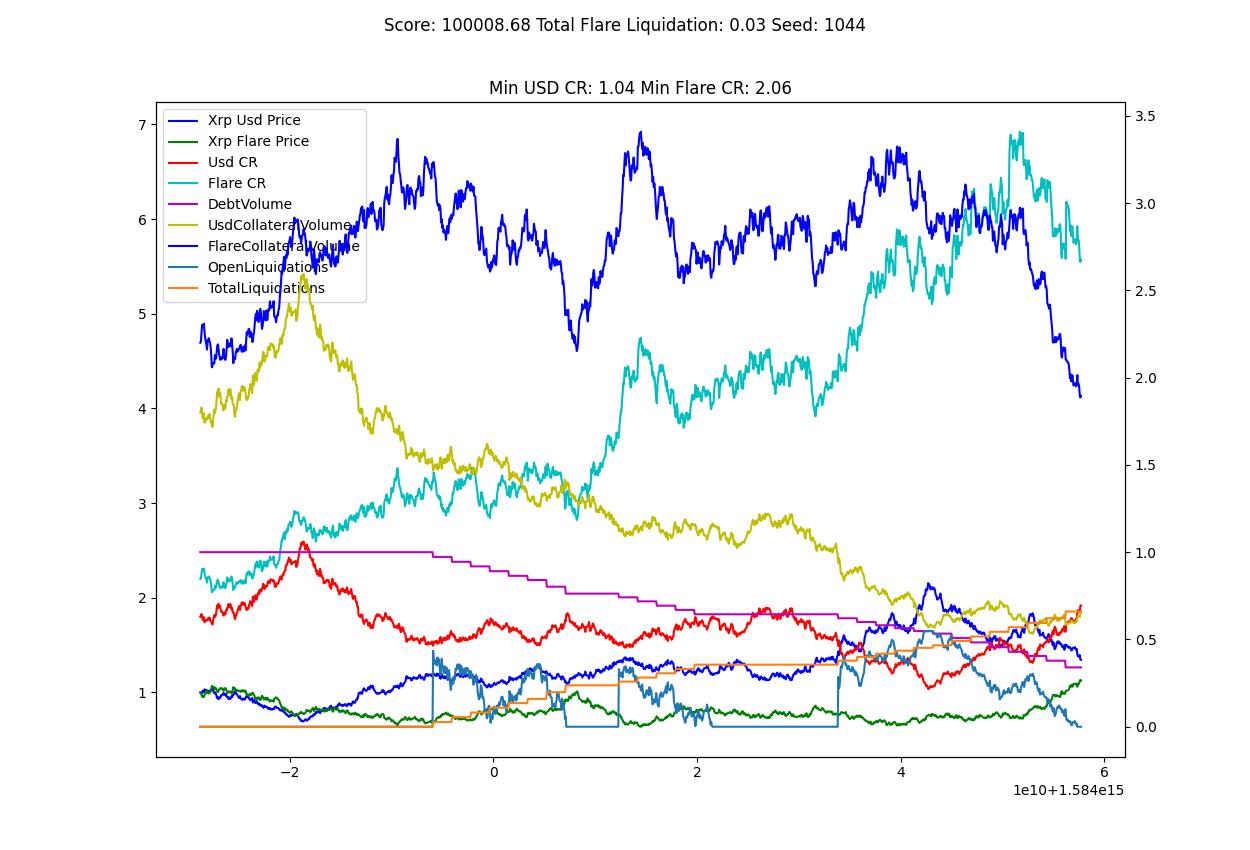 Score: 100008.68 Total Flare Liquidation: 0.03 Seed: 1044
Min USD CR: 1.04 Min Flare CR: 2.06
Xrp Usd Price
Xrp Flare Price
Usd CR
Flare CR
DebtVolume
UsdCollateralVolume
FlareCollateralVolume
OpenLiquidations
TotalLiquidations
7
6
5
4
3
2
1
3.5
3.0
2.5
2.0
1.5
1.0
0.5
0.0
−2
0
2
4
6
1e10+1.584e15